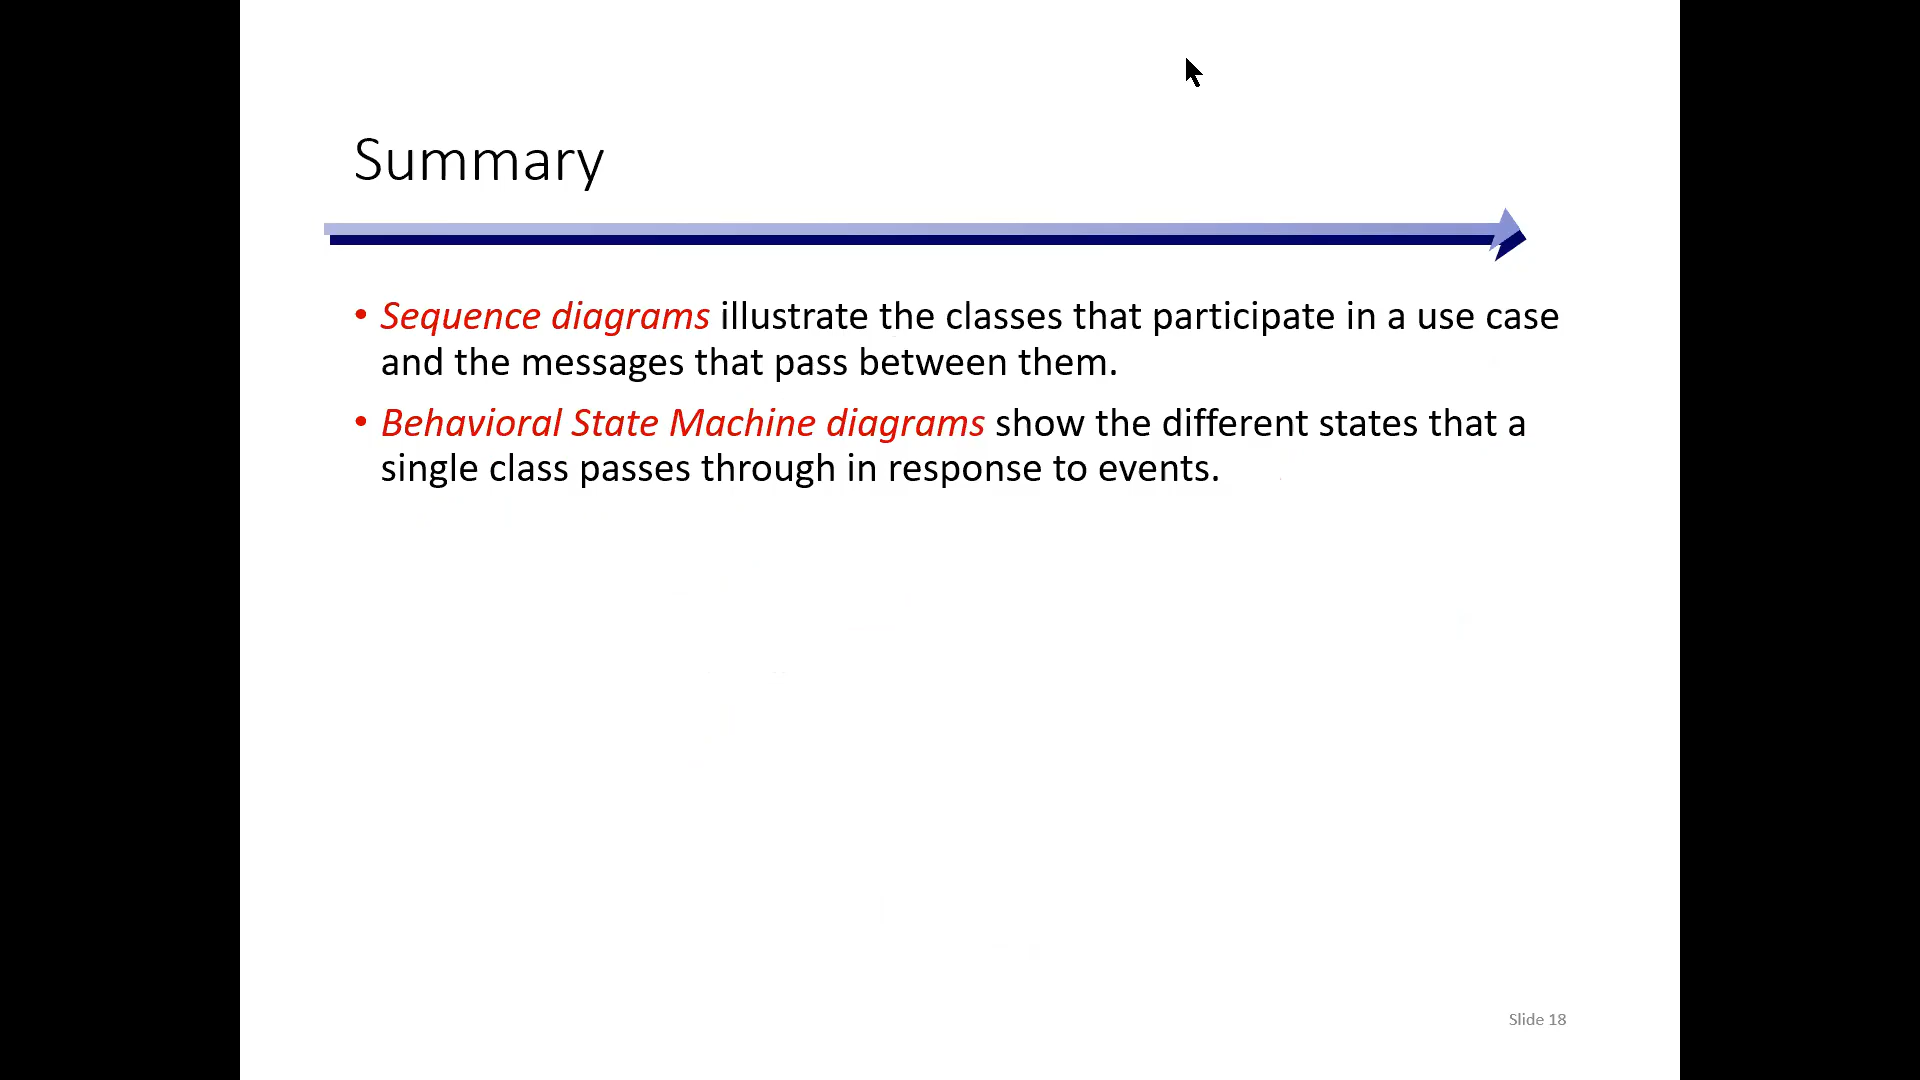 Summary
• Sequence diagrams illustrate the classes that participate in a use case
and the messages that pass between them.
• Behavioral State Machine diagrams show the different states that a
single class passes through in response to events.
Slide 18